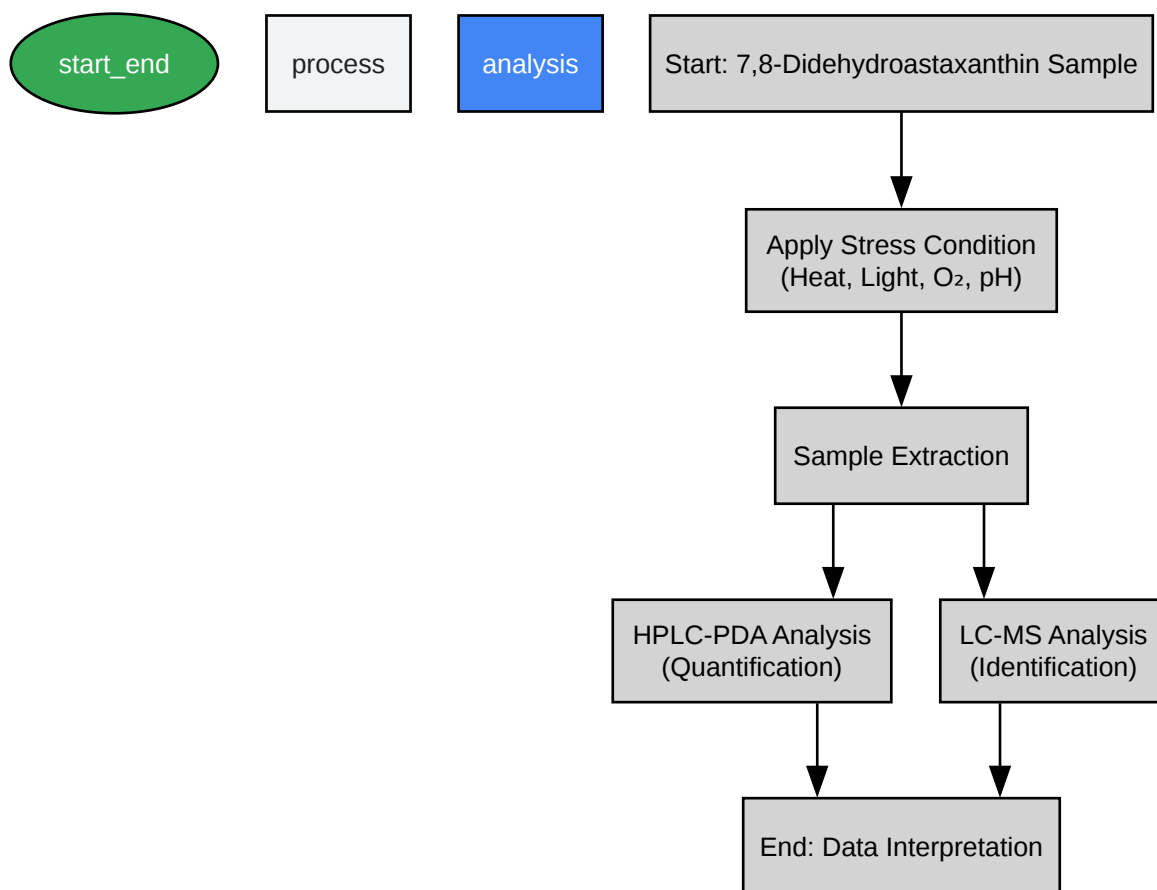 start_end
process
analysis
Start: 7,8-Didehydroastaxanthin Sample
Apply Stress Condition
(Heat, Light, O₂, pH)
Sample Extraction
HPLC-PDA Analysis
(Quantification)
LC-MS Analysis
(Identification)
End: Data Interpretation